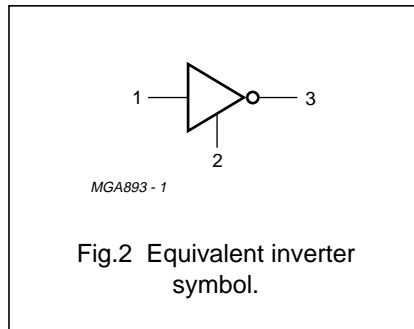 1
3
2
MGA893 - 1
Fig.2 Equivalent inverter
symbol.